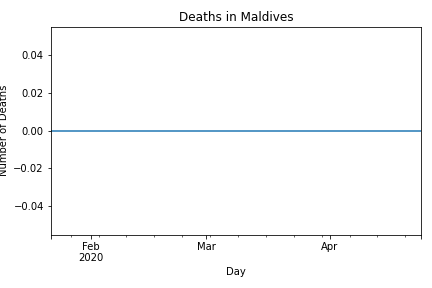 Deaths in Maldives
0.04
0.02
0.00
−0.02
−0.04
Number of Deaths
Feb
2020
Mar
Apr
Day